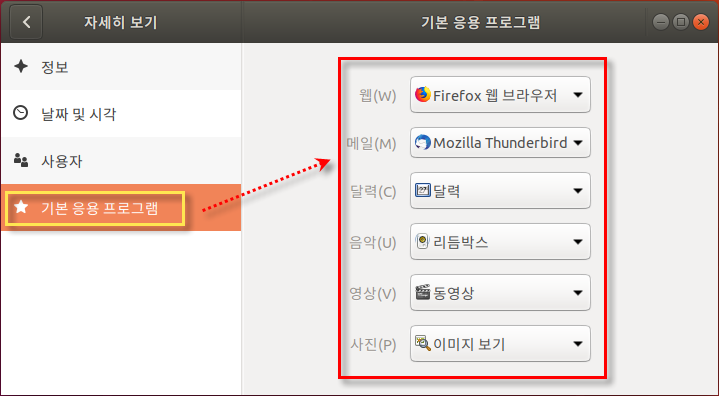 자세히 보기
기본 응용 프로그램
정보
날짜 및 시각
사용자
기본 응용 프로그램
웹(W) Firefox 웹 브라우저
메일(M) Mozilla Thunderbird
달력(C) 달력
음악(U) 리듬박스
영상(V) 동영상
사진(P) 이미지 보기